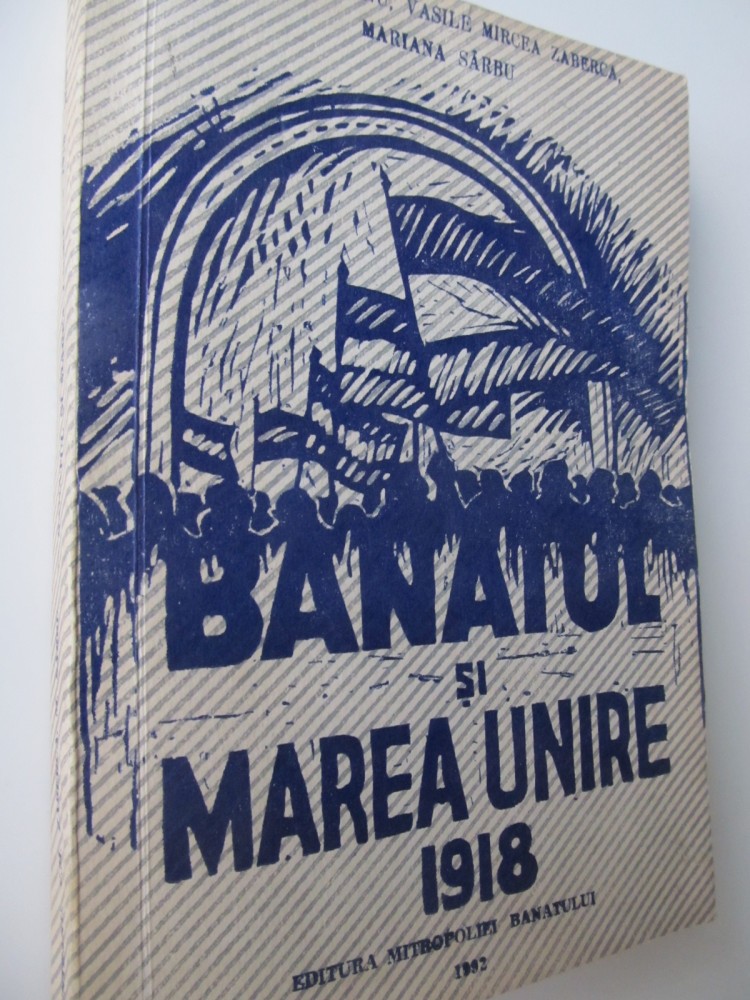 VASILE MIRCEA ZABERCA,
MARIANA SÂRBU
BANATUL
ȘI
MAREA UNIRE
1918
EDITURA MITROPOLIEI BANATULUI
1992